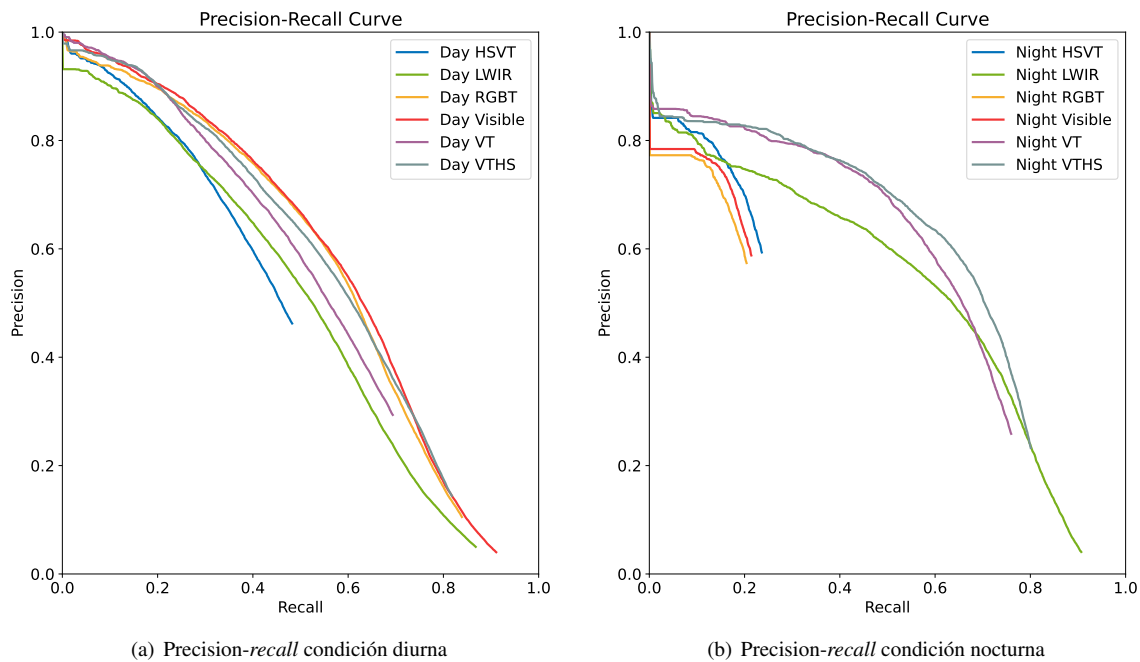 Precision-Recall Curve
1.0
0.8
0.6
0.4
0.2
0.0
Precision
0.0 0.2 0.4 0.6 0.8 1.0
Recall
Day HSVT
Day LWIR
Day RGBT
Day Visible
Day VT
Day VTHS
(a) Precision-recall condición diurna
Precision-Recall Curve
1.0
0.8
0.6
0.4
0.2
0.0
Precision
0.0 0.2 0.4 0.6 0.8 1.0
Recall
Night HSVT
Night LWIR
Night RGBT
Night Visible
Night VT
Night VTHS
(b) Precision-recall condición nocturna